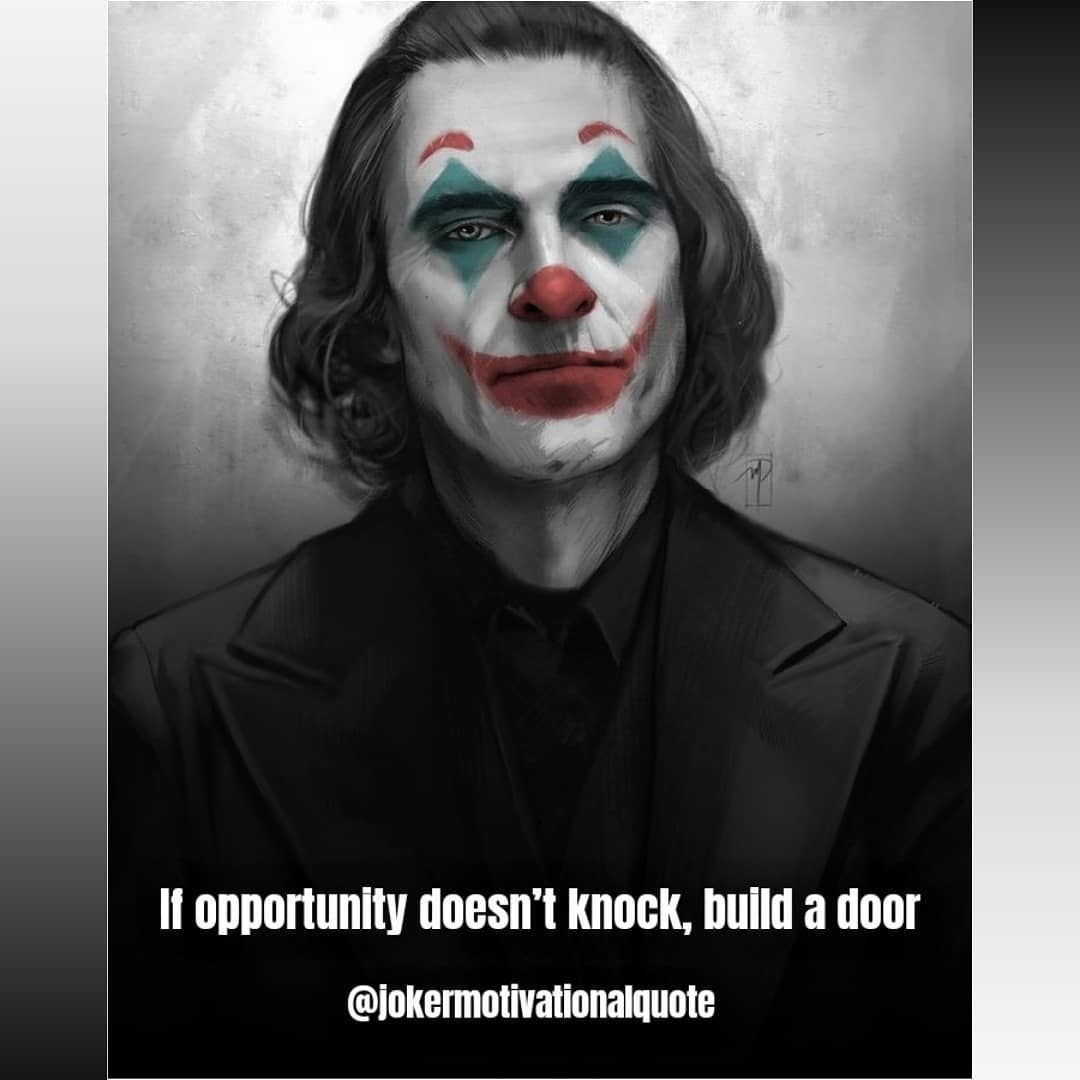 If opportunity doesn’t knock, build a door
@jokermotivationalquote